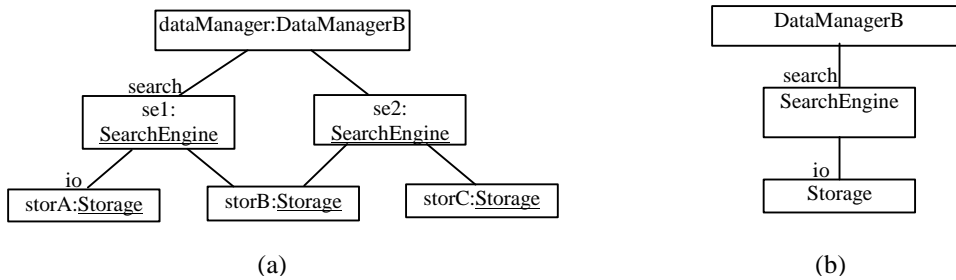 dataManager:DataManagerB
search
se1:
SearchEngine
se2:
SearchEngine
io
storA:Storage
storB:Storage
storC:Storage
(a)
DataManagerB
search
SearchEngine
io
Storage
(b)